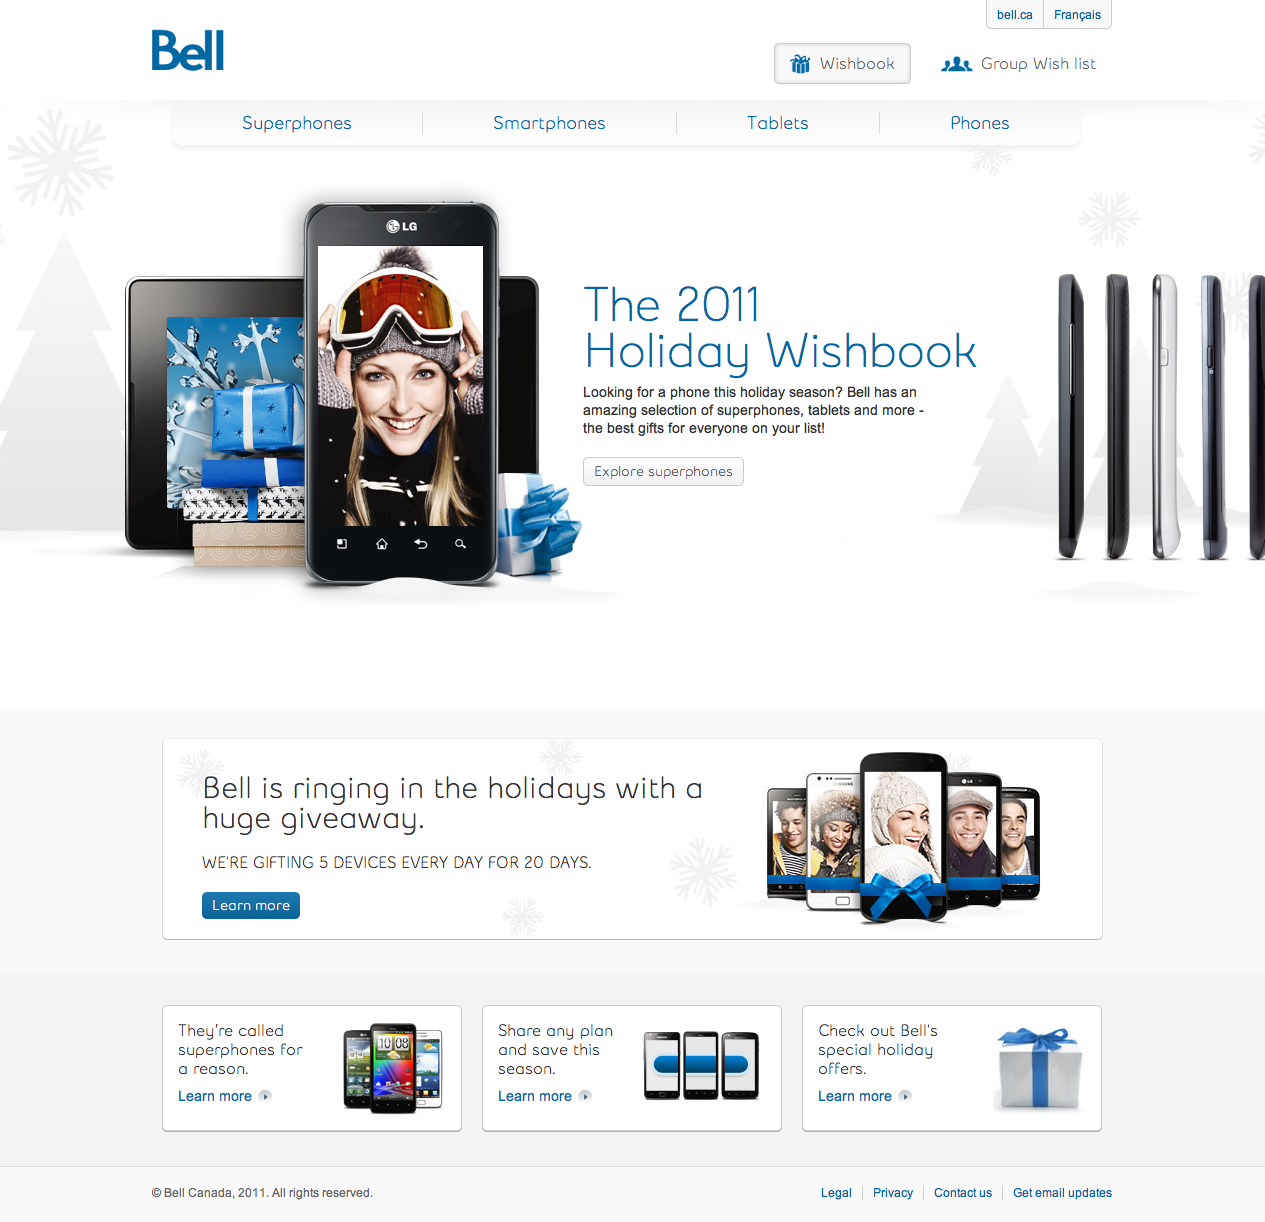 bell.ca
Français
Bell
Wishbook
Group Wish list
Superphones
Smartphones
Tablets
Phones
LG
The 2011
Holiday Wishbook
Looking for a phone this holiday season? Bell has an
amazing selection of superphones, tablets and more -
the best gifts for everyone on your list!
Explore superphones
Bell is ringing in the holidays with a
huge giveaway.
WE'RE GIFTING 5 DEVICES EVERY DAY FOR 20 DAYS.
Learn more
They're called
superphones for
a reason.
Learn more
Share any plan
and save this
season.
Learn more
Check out Bell's
special holiday
offers.
Learn more
© Bell Canada, 2011. All rights reserved.
Legal
Privacy
Contact us
Get email updates